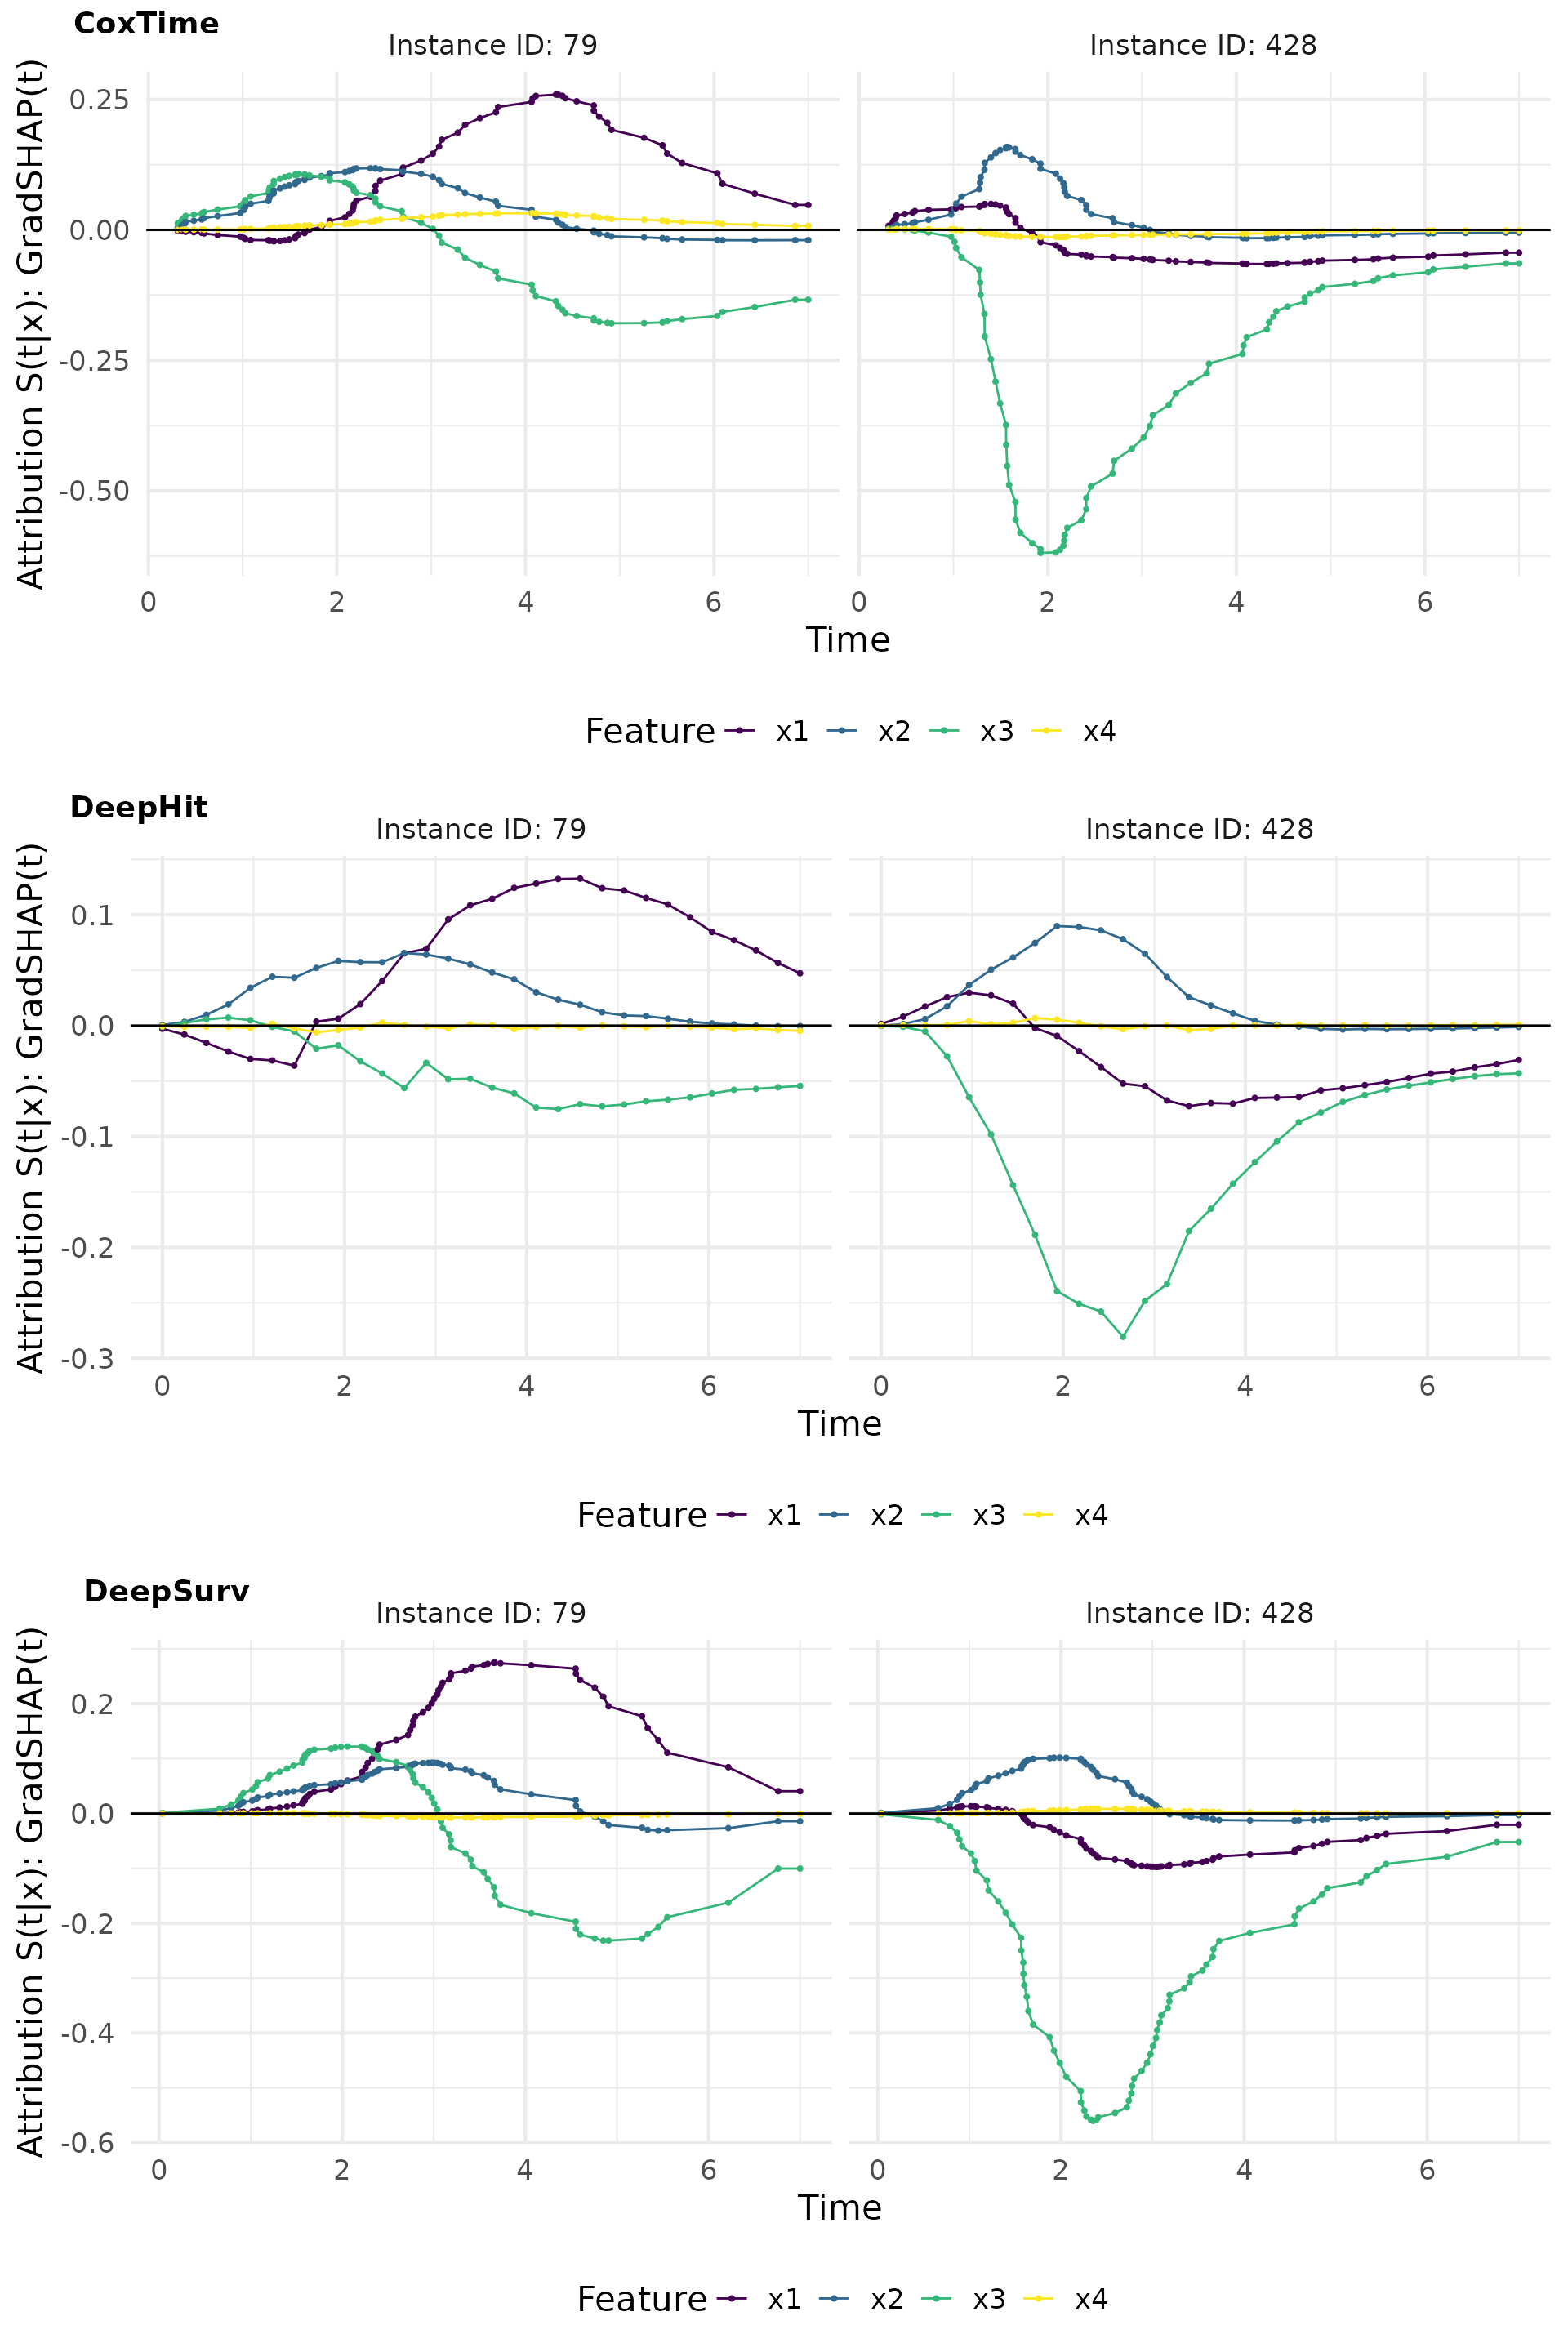 CoxTime
Instance ID: 79 Instance ID: 428
Attribution S(t|x): GradSHAP(t)
0.25
0.00
-0.25
-0.50
0 2 4 6 0 2 4 6
Time
Feature x1 x2 x3 x4
DeepHit
Instance ID: 79 Instance ID: 428
Attribution S(t|x): GradSHAP(t)
0.1
0.0
-0.1
-0.2
-0.3
0 2 4 6 0 2 4 6
Time
Feature x1 x2 x3 x4
DeepSurv
Instance ID: 79 Instance ID: 428
Attribution S(t|x): GradSHAP(t)
0.2
0.0
-0.2
-0.4
-0.6
0 2 4 6 0 2 4 6
Time
Feature x1 x2 x3 x4